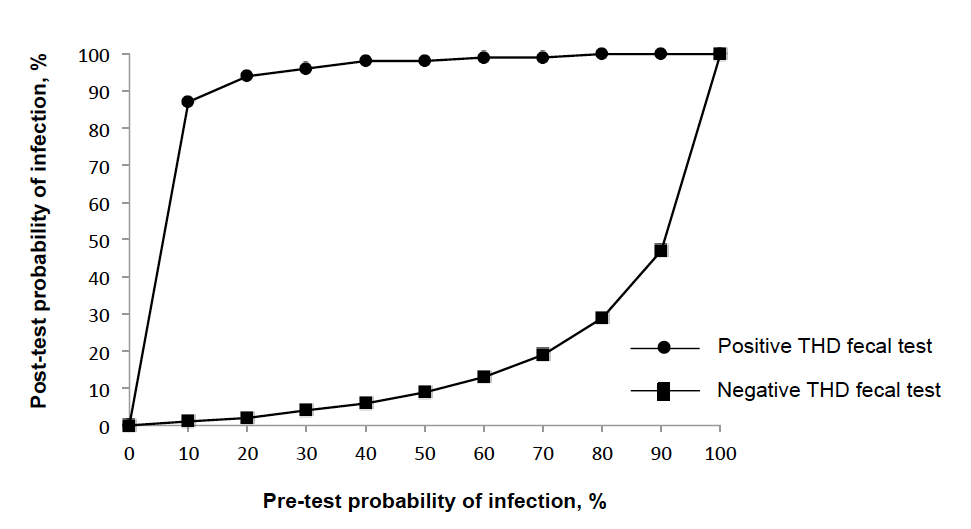 Post-test probability of infection, %
100
90
80
70
60
50
40
30
20
10
0
0 10 20 30 40 50 60 70 80 90 100
Pre-test probability of infection, %
Positive THD fecal test
Negative THD fecal test